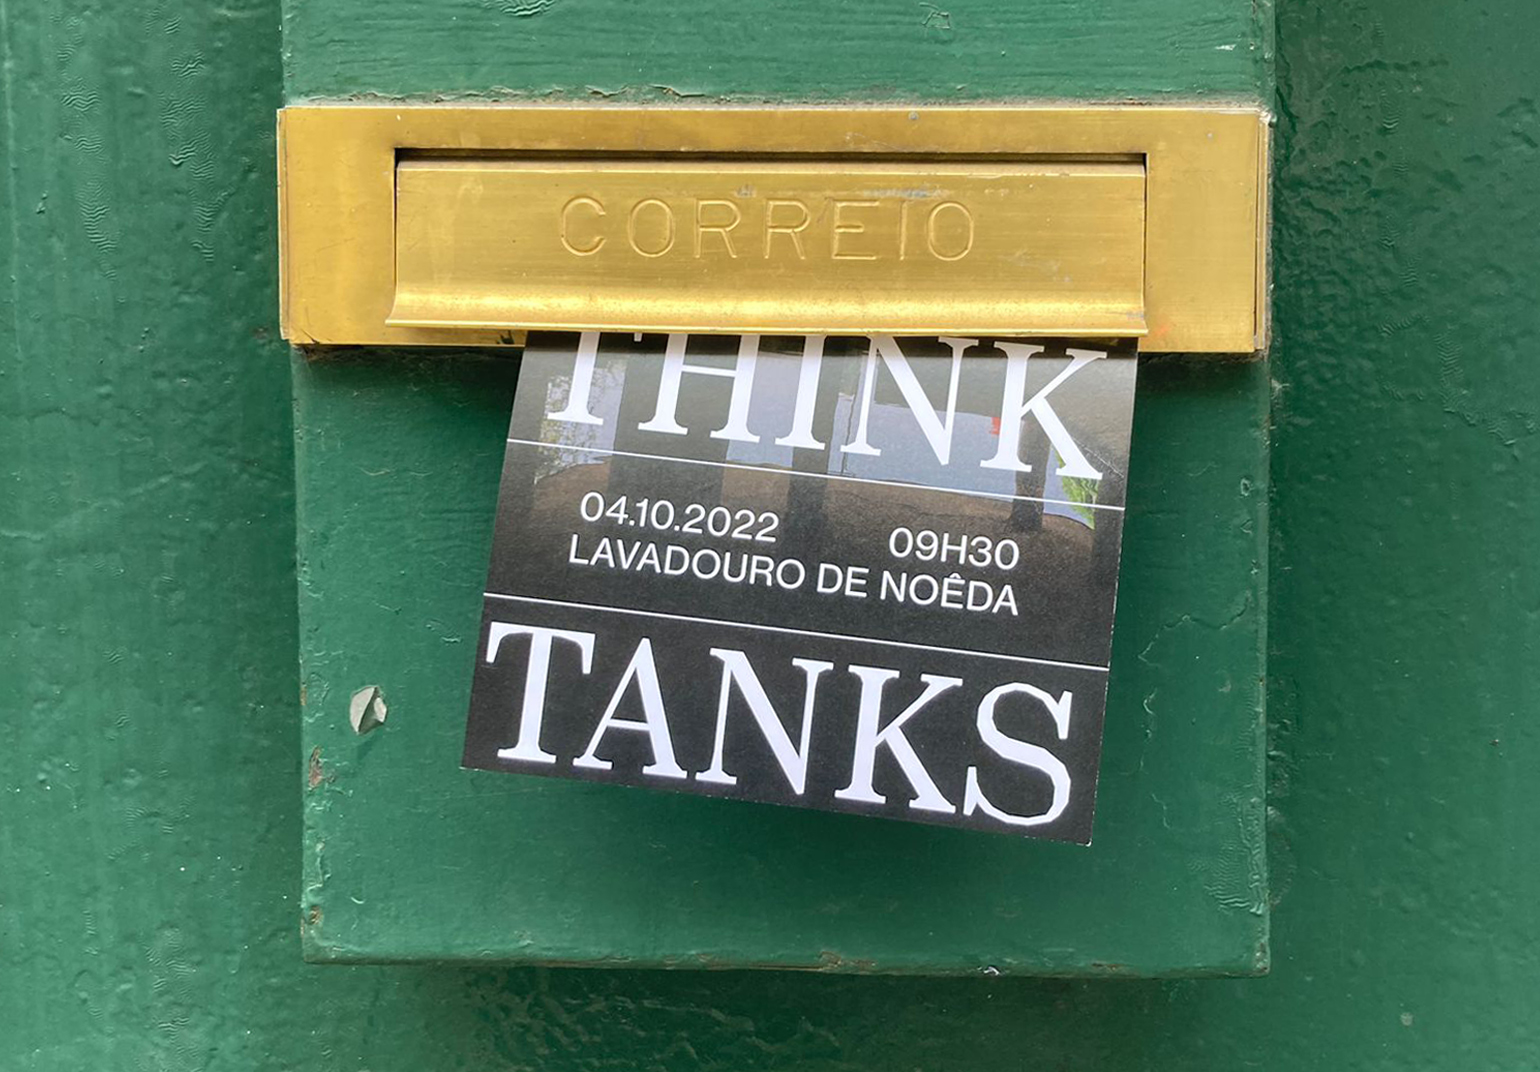 CORREIO
THINK
04.10.2022 09H30
LAVADOURO DE NOÊDA
TANKS